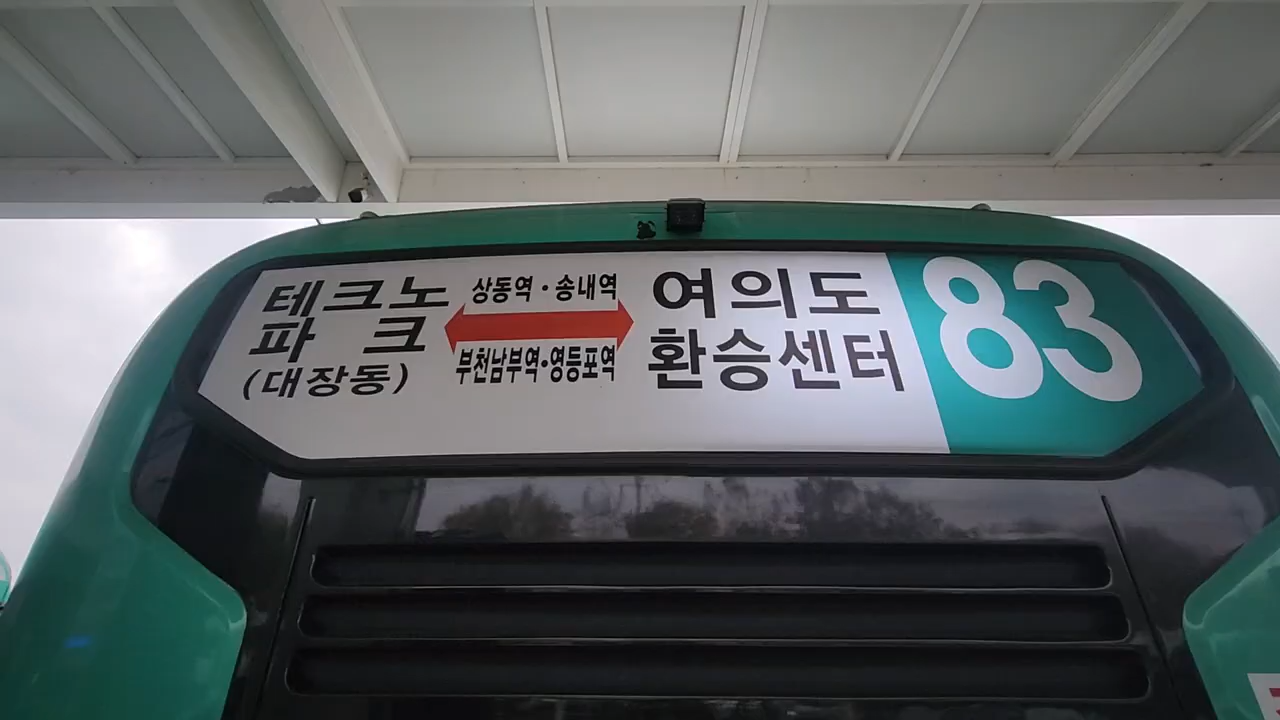 테크노
파 크
(대장동)
상동역·송내역
부천남부역·영등포역
여의도
환승센터
83